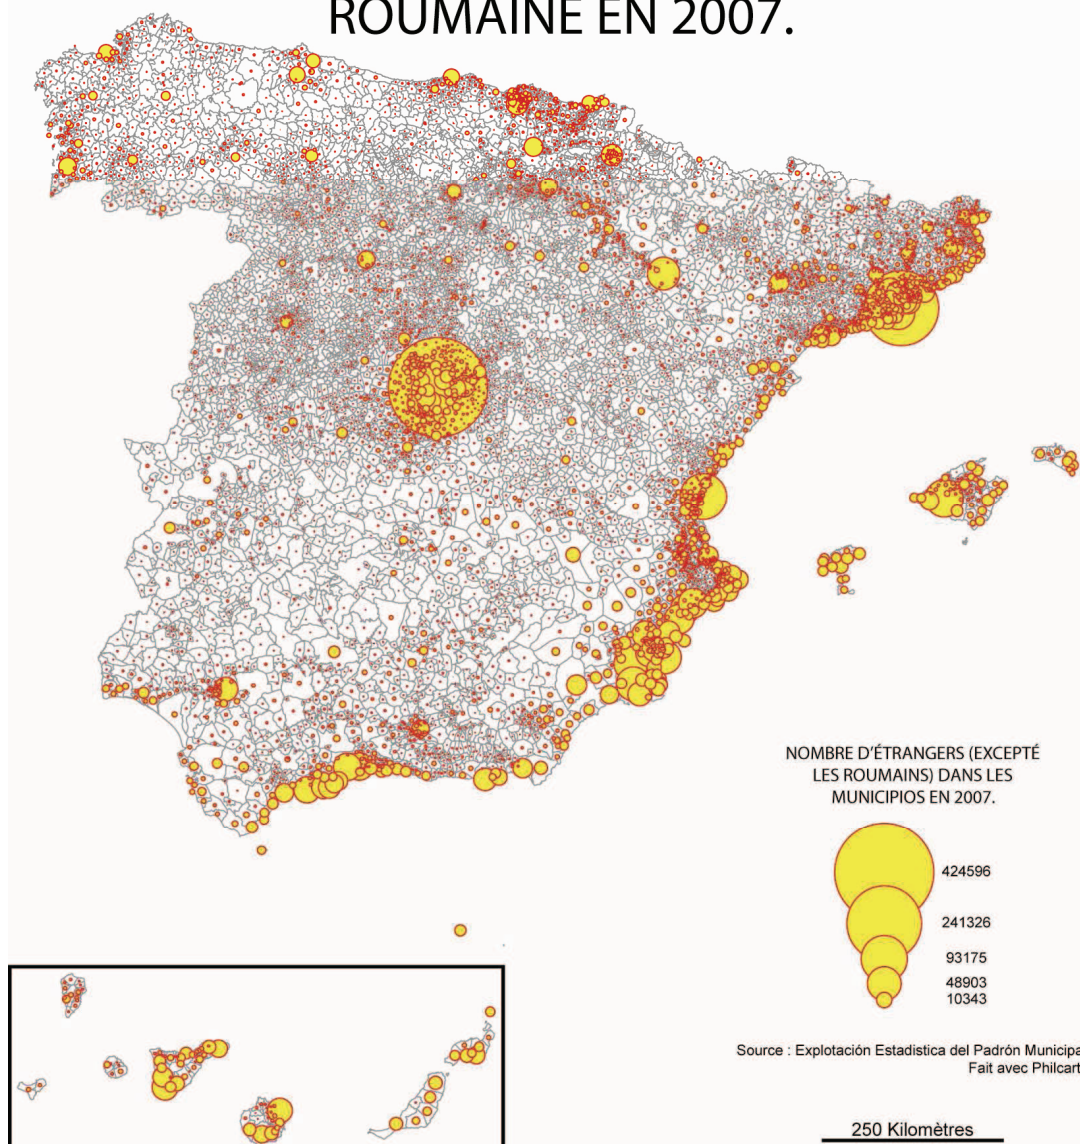 ROUMAINE EN 2007.
NOMBRE D'ÉTRANGERS (EXCEPTÉ
LES ROUMAINS) DANS LES
MUNICIPIOS EN 2007.
424596
241326
93175
48903
10343
Source : Explotación Estadistica del Padrón Municipa
Fait avec Philcart
250 Kilomètres